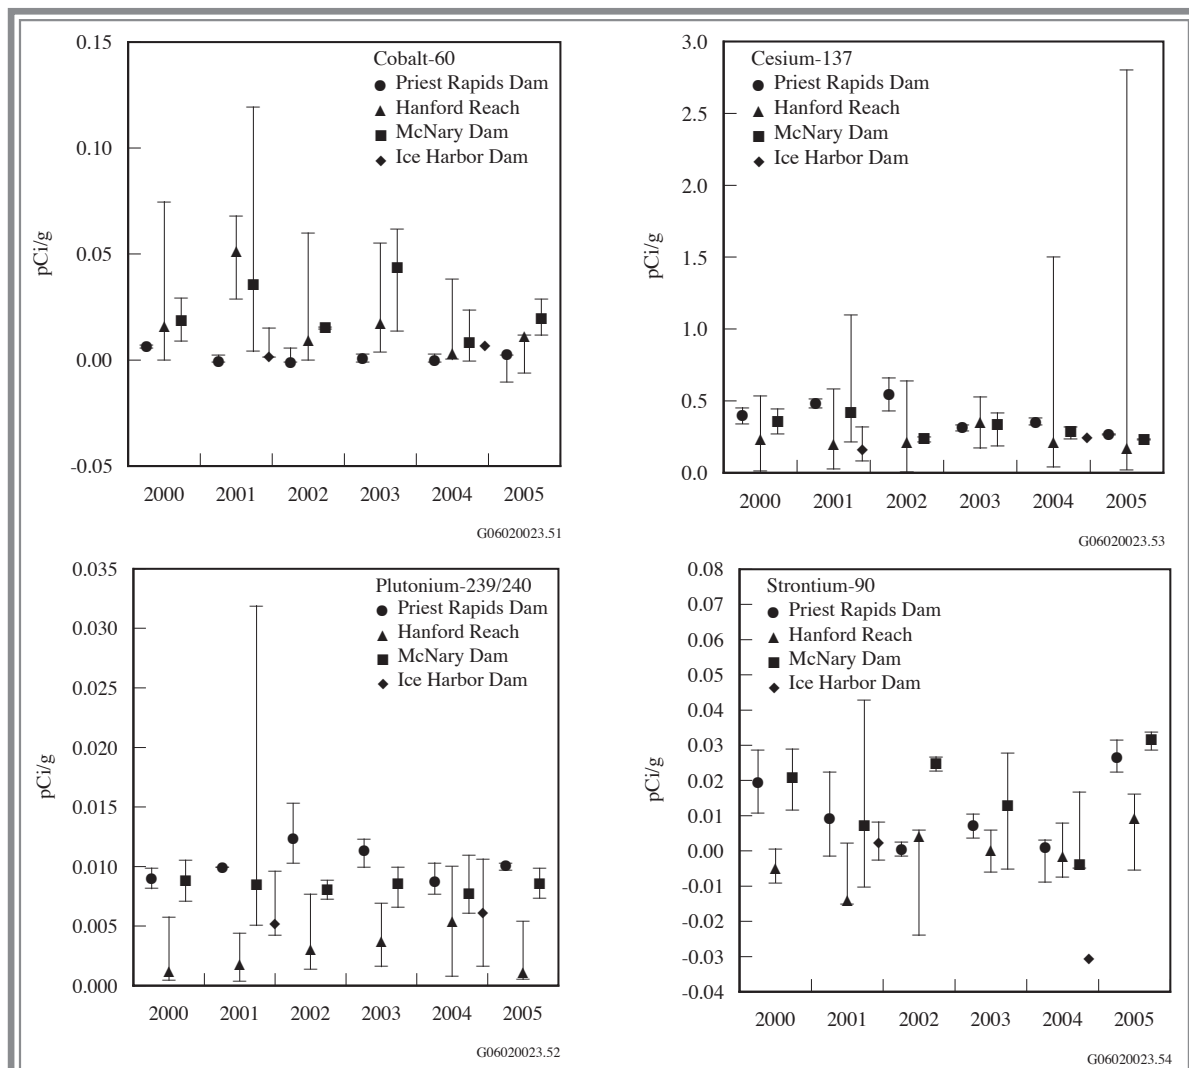 Cobalt-60
Priest Rapids Dam
Hanford Reach
McNary Dam
Ice Harbor Dam
pCi/g
0.15
0.10
0.05
0.00
-0.05
2000 2001 2002 2003 2004 2005
G06020023.51
Cesium-137
Priest Rapids Dam
Hanford Reach
McNary Dam
Ice Harbor Dam
pCi/g
3.0
2.5
2.0
1.5
1.0
0.5
0.0
2000 2001 2002 2003 2004 2005
G06020023.53
Plutonium-239/240
Priest Rapids Dam
Hanford Reach
McNary Dam
Ice Harbor Dam
pCi/g
0.035
0.030
0.025
0.020
0.015
0.010
0.005
0.000
2000 2001 2002 2003 2004 2005
G06020023.52
Strontium-90
Priest Rapids Dam
Hanford Reach
McNary Dam
Ice Harbor Dam
pCi/g
0.08
0.07
0.06
0.05
0.04
0.03
0.02
0.01
0.00
-0.01
-0.02
-0.03
-0.04
2000 2001 2002 2003 2004 2005
G06020023.54